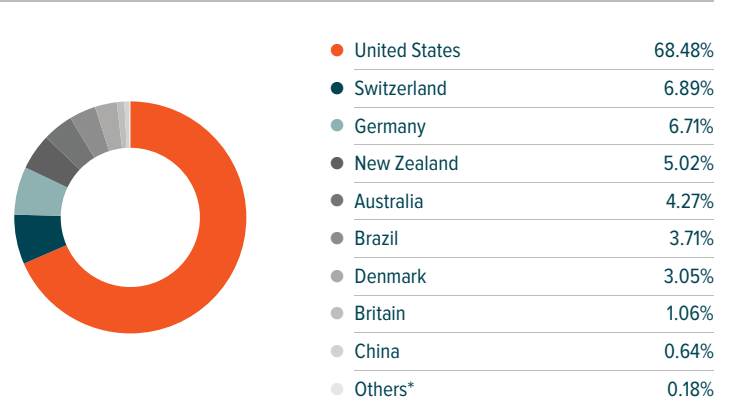 United States 68.48%
Switzerland 6.89%
Germany 6.71%
New Zealand 5.02%
Australia 4.27%
Brazil 3.71%
Denmark 3.05%
Britain 1.06%
China 0.64%
Others* 0.18%